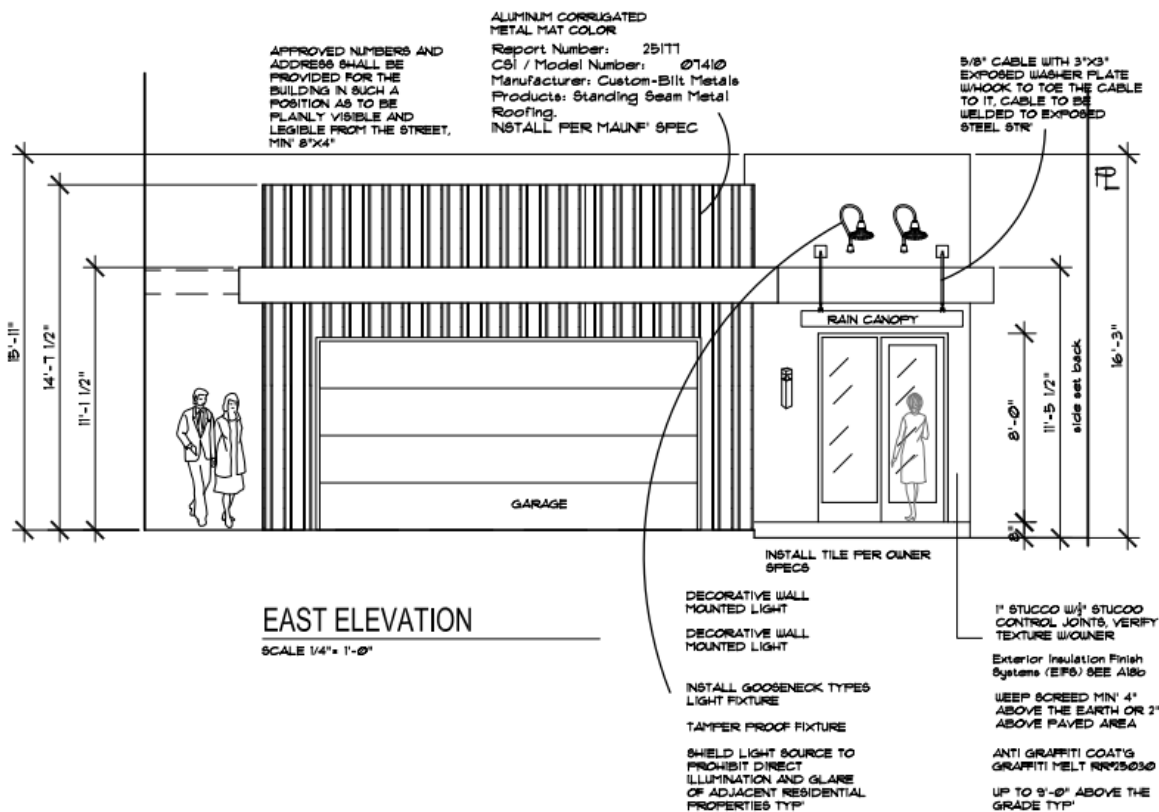 ALUMINUM CORRUGATED
METAL MAT COLOR
Report Number: 25177
CSI / Model Number: 07410
Manufacturer: Custom-Bilt Metals
Products: Standing Seam Metal
Roofing.
INSTALL PER MAUNF' SPEC
APPROVED NUMBERS AND
ADDRESS SHALL BE
PROVIDED FOR THE
BUILDING IN SUCH A
POSITION AS TO BE
PLAINLY VISIBLE AND
LEGIBLE FROM THE STREET,
MIN' 8"X4"
5/8" CABLE WITH 3"X3"
EXPOSED WASHER PLATE
W/HOOK TO TOE THE CABLE
TO IT, CABLE TO BE
WELDED TO EXPOSED
STEEL STR'
15'-11"
14'-7 1/2"
11'-1 1/2"
RAIN CANOPY
GARAGE
8'-0"
8"
11'-5 1/2"
side set back
16'-3"
INSTALL TILE PER OWNER
SPECS
EAST ELEVATION
SCALE 1/4"= 1'-0"
DECORATIVE WALL
MOUNTED LIGHT
DECORATIVE WALL
MOUNTED LIGHT
INSTALL GOOSENECK TYPES
LIGHT FIXTURE
TAMPER PROOF FIXTURE
SHIELD LIGHT SOURCE TO
PROHIBIT DIRECT
ILLUMINATION AND GLARE
OF ADJACENT RESIDENTIAL
PROPERTIES TYP'
1" STUCCO STUCOO
CONTROL JOINTS, VERIFY
TEXTURE W/OWNER
Exterior Insulation Finish
Systems (EIFS) SEE A18b
WEEP SCREED MIN' 4"
ABOVE THE EARTH OR 2"
ABOVE PAVED AREA
ANTI GRAFFITI COAT'G
GRAFFITI MELT RR#25030
UP TO 9'-0" ABOVE THE
GRADE TYP'